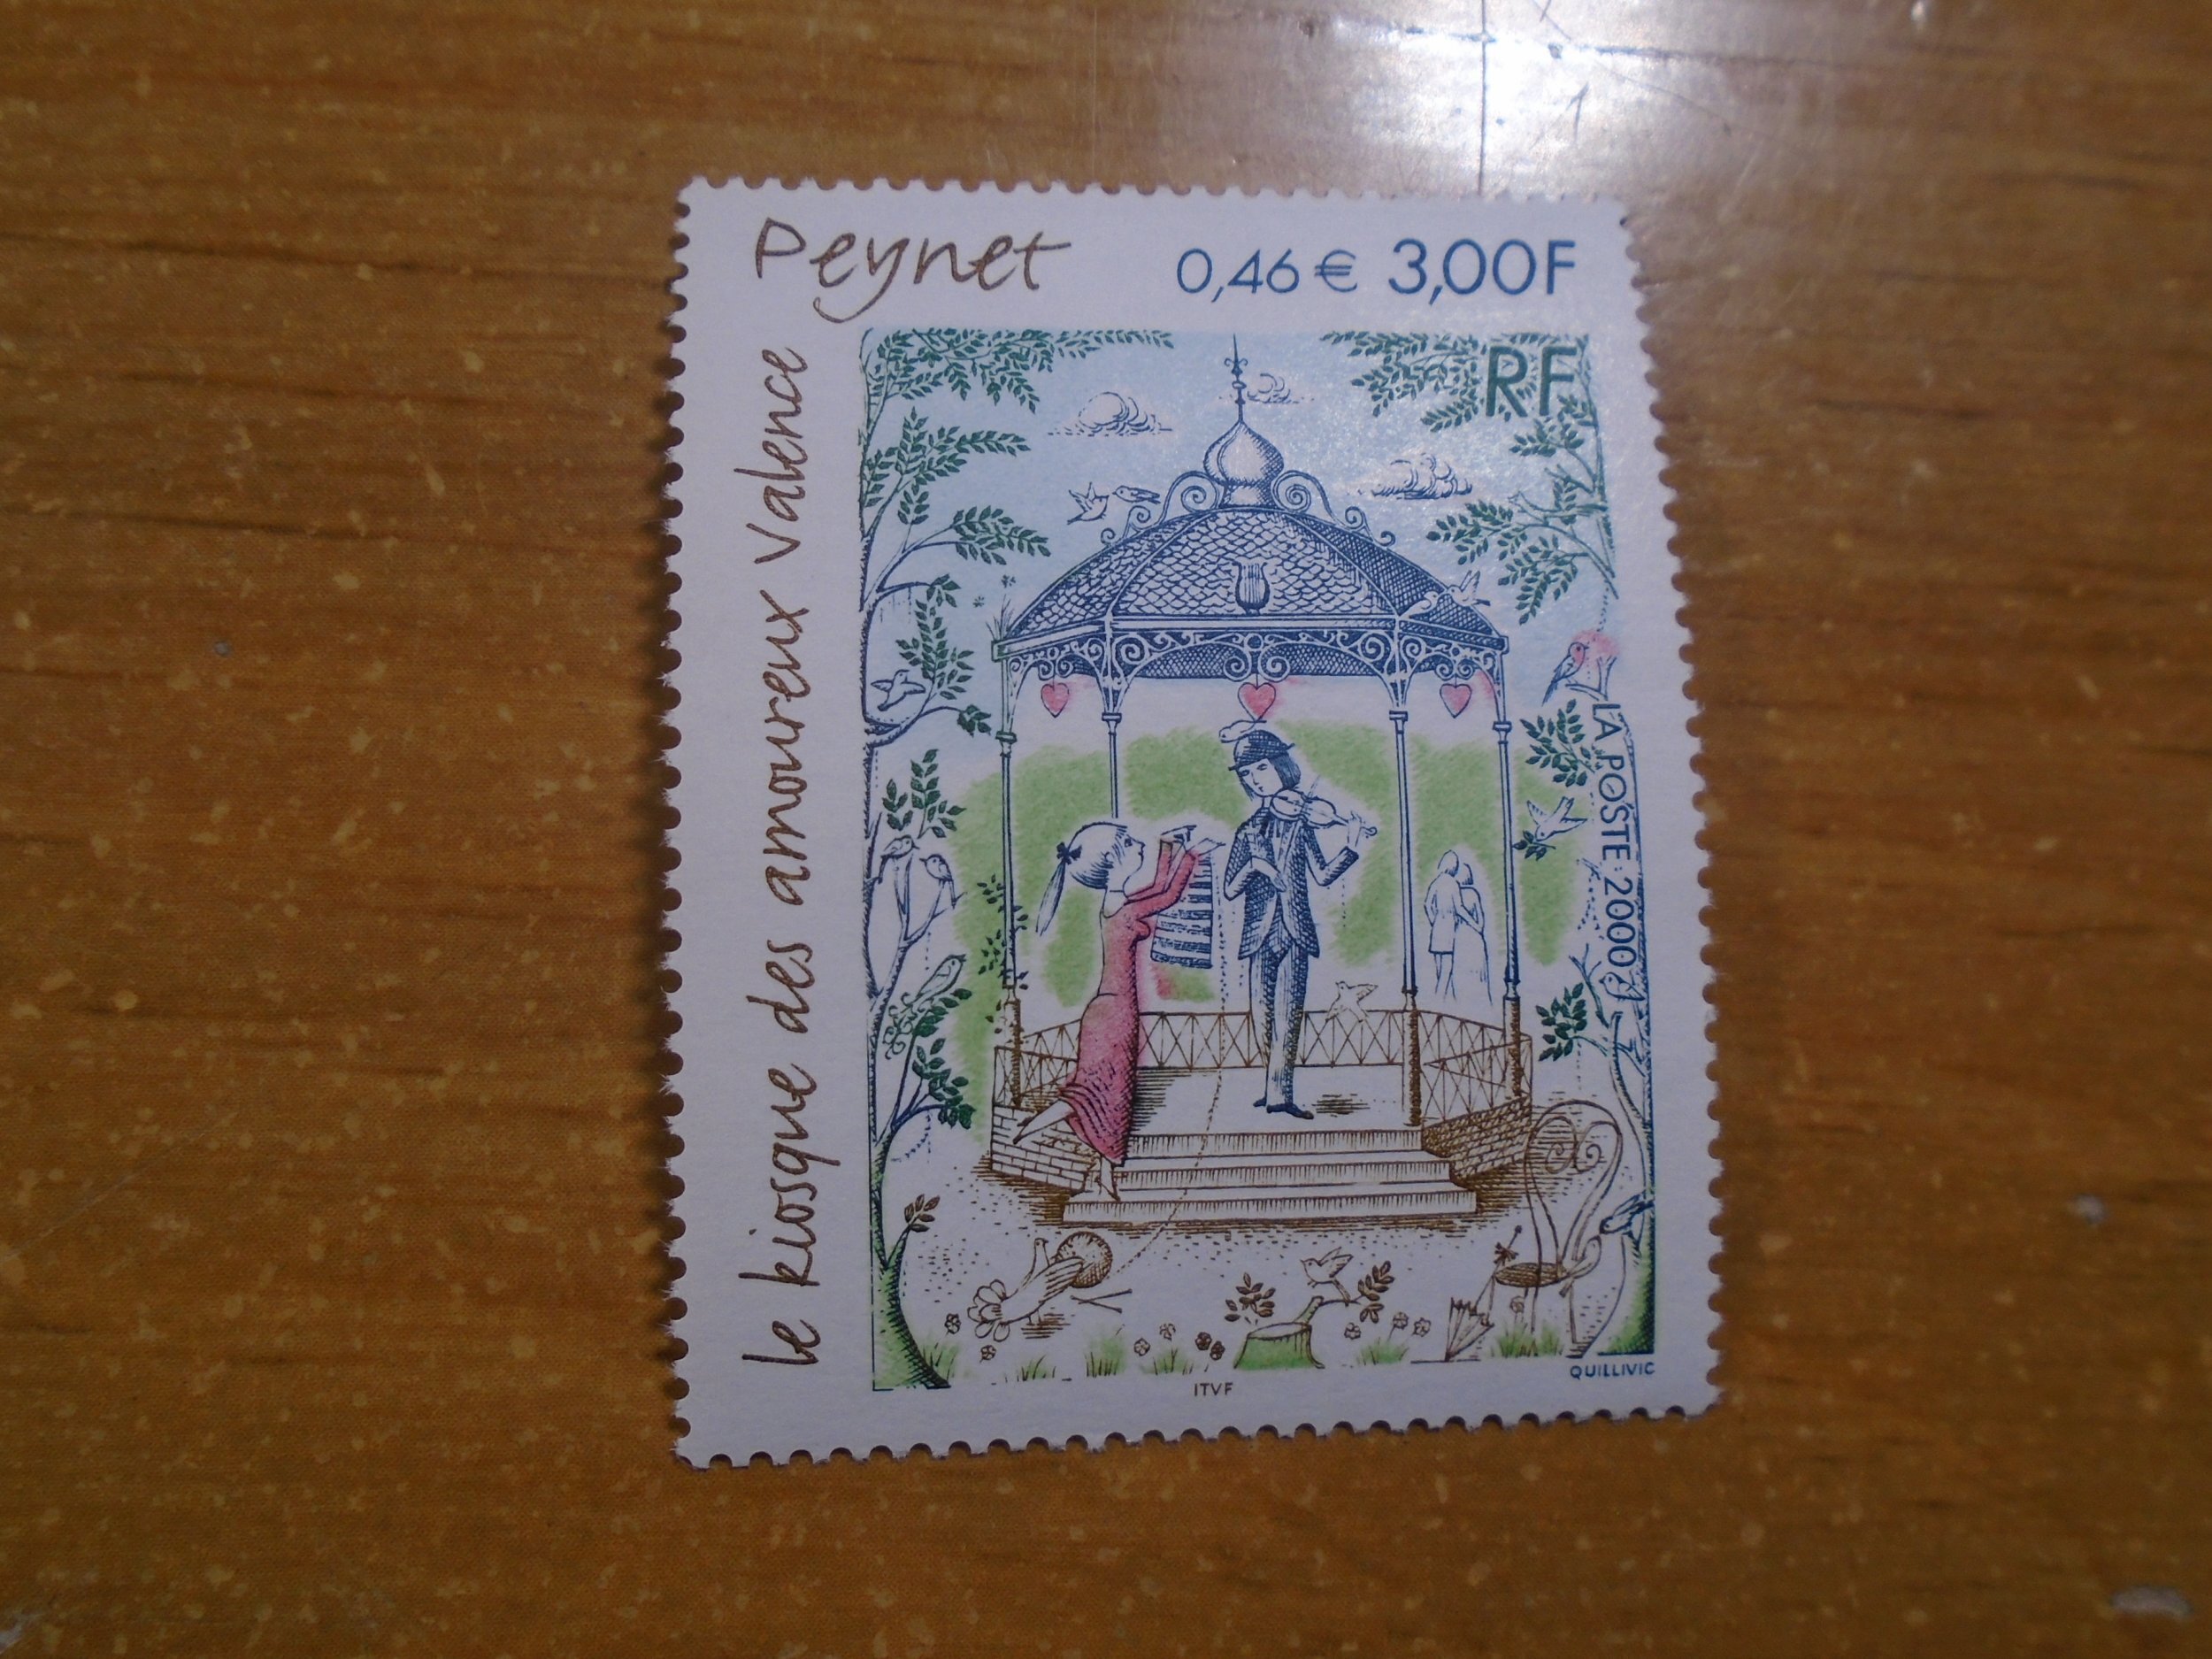 Peynet
0,46 € 3,00F
RF
le kiosque des amoureux Valence
LA POSTE 2000
ITVF
QUILLIVIC